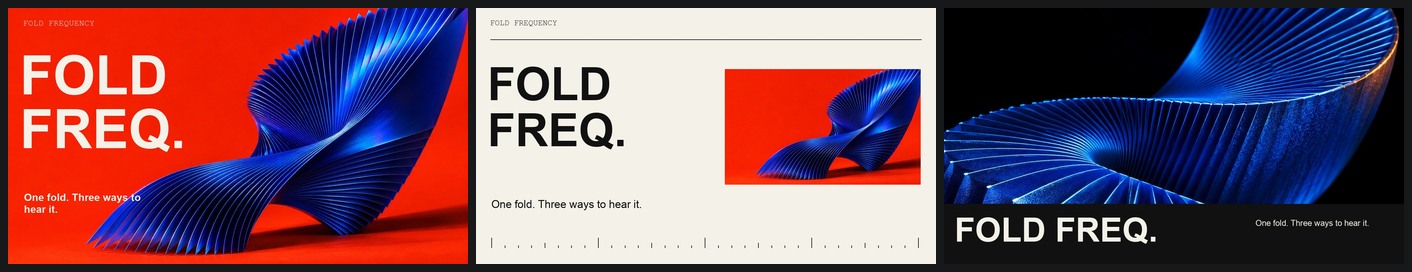 FOLD FREQUENCY
FOLD
FREQ.
One fold. Three ways to
hear it.
FOLD FREQUENCY
FOLD
FREQ.
One fold. Three ways to hear it.
FOLD FREQ.
One fold. Three ways to hear it.